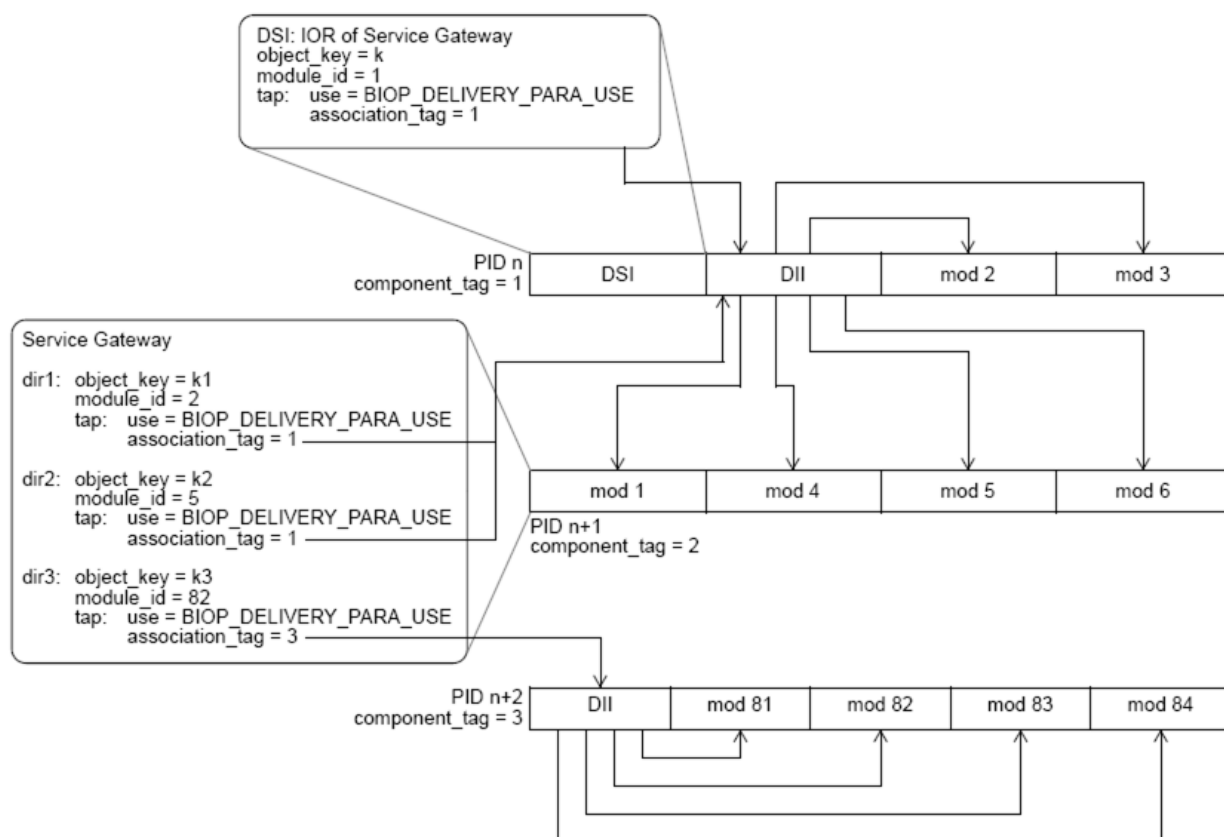 DSI: IOR of Service Gateway
object_key = k
module_id = 1
tap: use = BIOP_DELIVERY_PARA_USE
association_tag = 1
PID n
component_tag = 1
DSI
DII
mod 2
mod 3
Service Gateway
dir1: object_key = k1
module_id = 2
tap: use = BIOP_DELIVERY_PARA_USE
association_tag = 1
dir2: object_key = k2
module_id = 5
tap: use = BIOP_DELIVERY_PARA_USE
association_tag = 1
dir3: object_key = k3
module_id = 82
tap: use = BIOP_DELIVERY_PARA_USE
association_tag = 3
mod 1
mod 4
mod 5
mod 6
PID n+1
component_tag = 2
PID n+2
component_tag = 3
DII
mod 81
mod 82
mod 83
mod 84